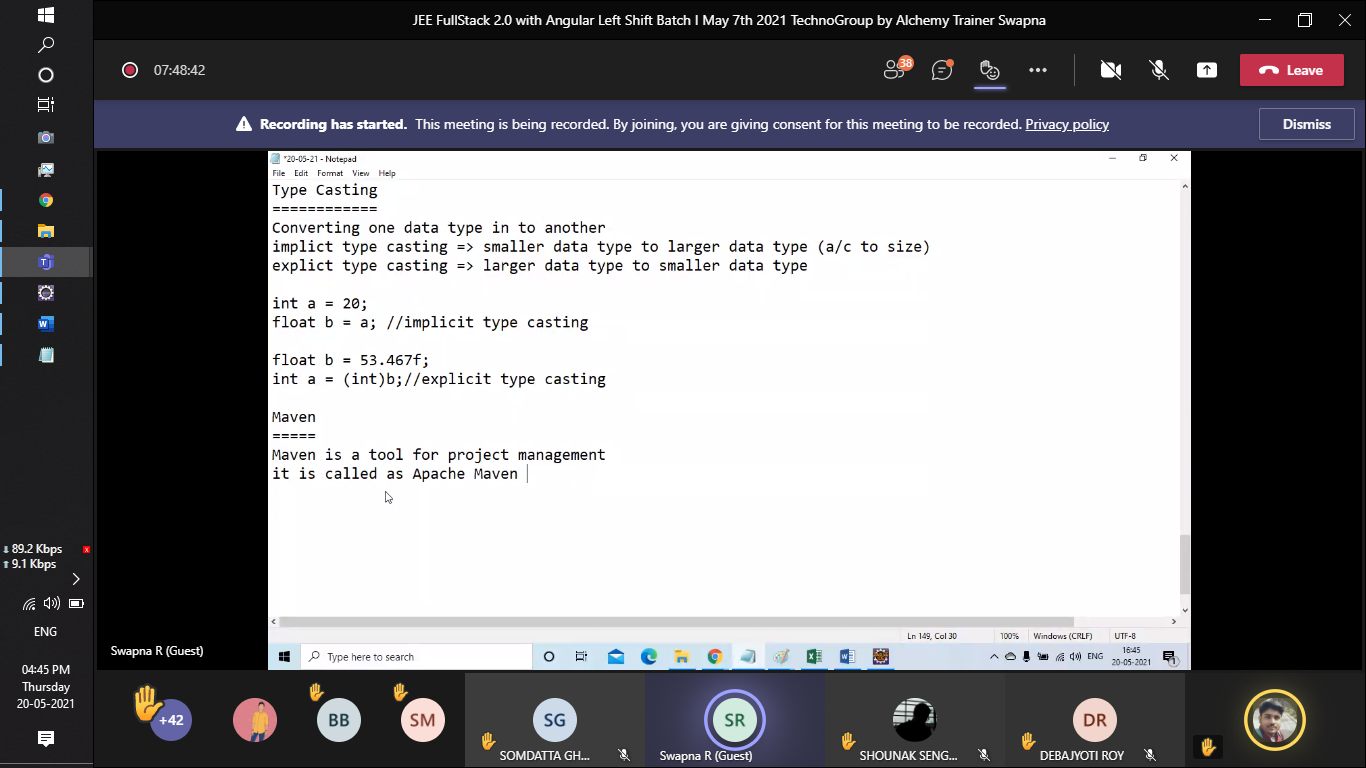 JEE FullStack 2.0 with Angular Left Shift Batch I May 7th 2021 TechnoGroup by Alchemy Trainer Swapna
07:48:42
38
Leave
Recording has started. This meeting is being recorded. By joining, you are giving consent for this meeting to be recorded. Privacy policy
Dismiss
*20-05-21 - Notepad
File Edit Format View Help
Type Casting
============
Converting one data type in to another
implict type casting => smaller data type to larger data type (a/c to size)
explict type casting => larger data type to smaller data type
int a = 20;
float b = a; //implicit type casting
float b = 53.467f;
int a = (int)b;//explicit type casting
Maven
=====
Maven is a tool for project management
it is called as Apache Maven
Ln 149, Col 30 100% Windows (CRLF) UTF-8
Type here to search
ENG
16:45
20-05-2021
1
Swapna R (Guest)
89.2 Kbps
9.1 Kbps
ENG
04:45 PM
Thursday
20-05-2021
+42
BB
SM
SG
SOMDATTA GH...
SR
Swapna R (Guest)
SHOUNAK SENG...
DR
DEBAJYOTI ROY